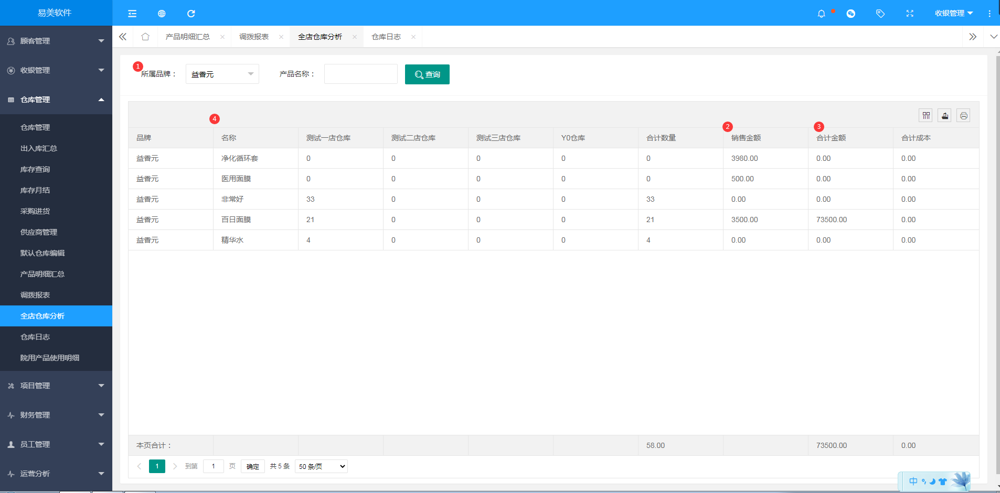 易美软件
收银管理
顾客管理
收银管理
仓库管理
仓库管理
出入库汇总
库存查询
库存月结
采购进货
供应商管理
默认仓库编辑
产品明细汇总
调拨报表
全店仓库分析
仓库日志
院用产品使用明细
项目管理
财务管理
员工管理
运营分析
产品明细汇总 调拨报表 全店仓库分析 仓库日志
1 所属品牌： 益香元 产品名称： 查询
4 2 3
品牌 名称 测试一店仓库 测试二店仓库 测试三店仓库 Y0仓库 合计数量 销售金额 合计金额 合计成本
益香元 净化循环套 0 0 0 0 0 3980.00 0.00 0.00
益香元 医用面膜 0 0 0 0 0 500.00 0.00 0.00
益香元 非常好 33 0 0 0 33 0.00 0.00 0.00
益香元 百日面膜 21 0 0 0 21 3500.00 73500.00 0.00
益香元 精华水 4 0 0 0 4 0.00 0.00 0.00
本页合计： 58.00 73500.00 0.00
1 到第 1 页 确定 共 5 条 50 条/页
中